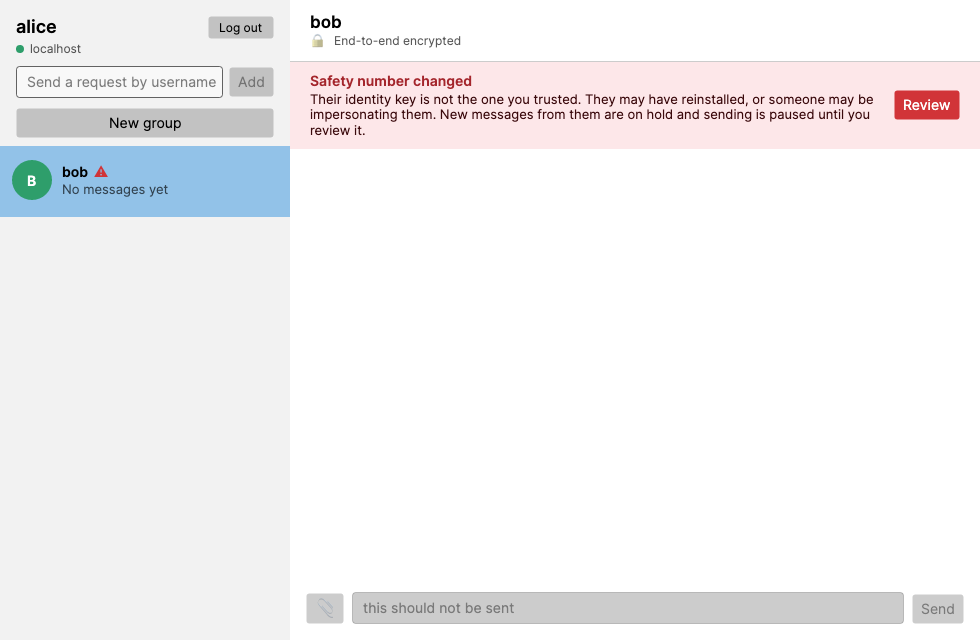 alice
Log out
localhost
Send a request by username
Add
New group
B
bob
No messages yet
bob
End-to-end encrypted
Safety number changed
Their identity key is not the one you trusted. They may have reinstalled, or someone may be
impersonating them. New messages from them are on hold and sending is paused until you
review it.
Review
this should not be sent
Send